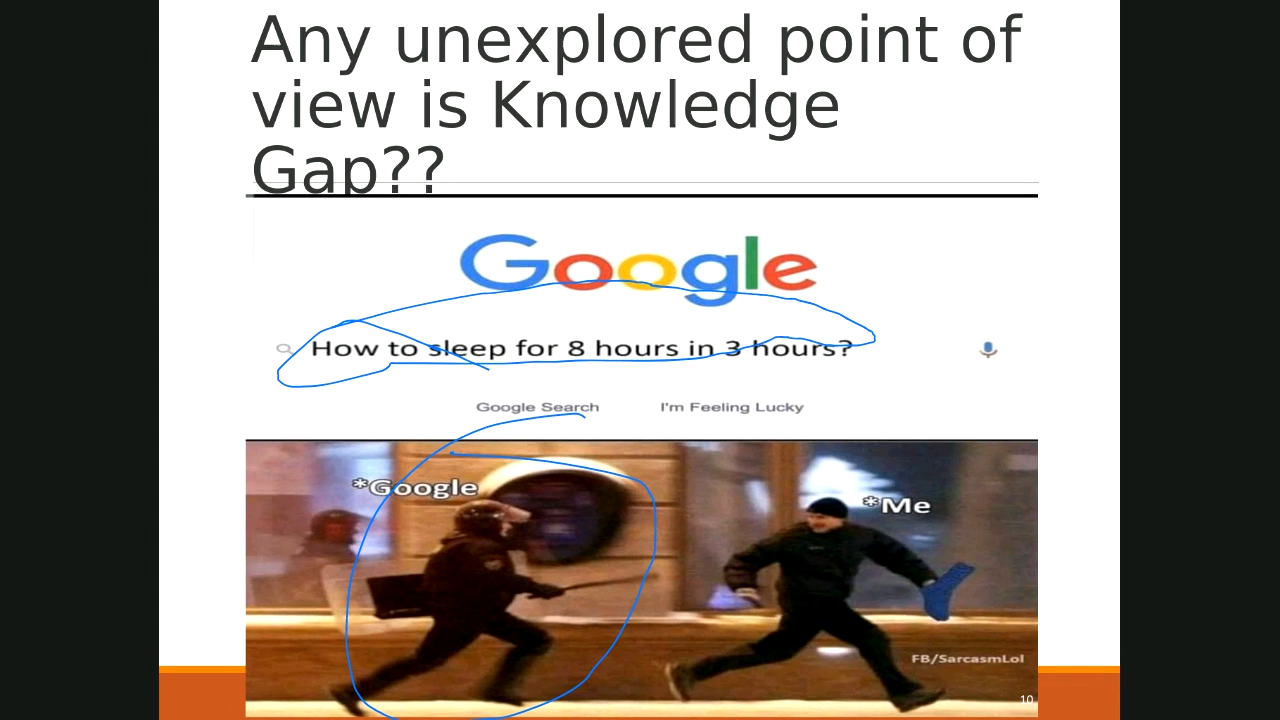 Any unexplored point of
view is Knowledge
Gap??
Google
How to sleep for 8 hours in 3 hours?
Google Search I'm Feeling Lucky
*Google
*Me
FB/SarcasmLol
10